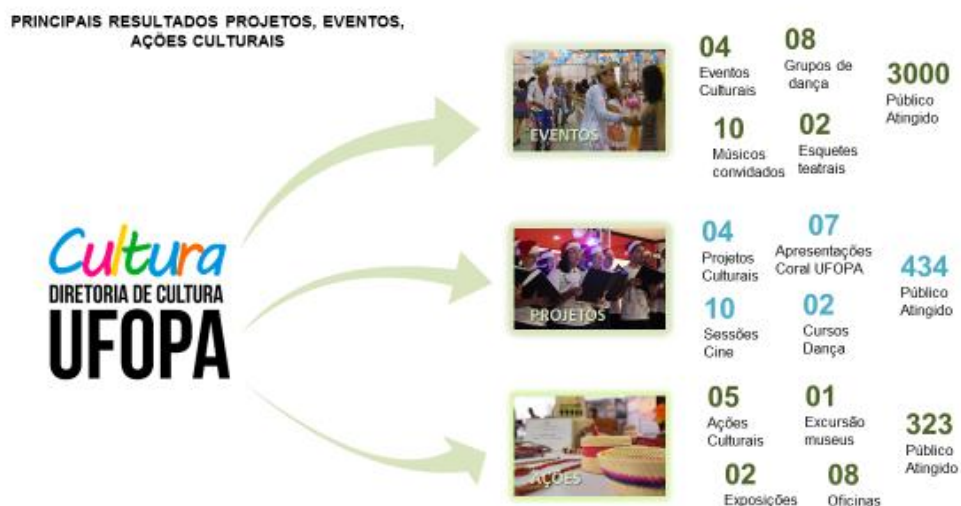 PRINCIPAIS RESULTADOS PROJETOS, EVENTOS,
AÇÕES CULTURAIS
Cultura
DIRETORIA DE CULTURA
UFOPA
EVENTOS
04
Eventos
Culturais
08
Grupos de
dança
10
Músicos
convidados
02
Esquetes
teatrais
3000
Público
Atingido
PROJETOS
04
Projetos
Culturais
07
Apresentações
Coral UFOPA
10
Sessões
Cine
02
Cursos
Dança
434
Público
Atingido
AÇÕES
05
Ações
Culturais
01
Excursão
museus
02
Exposições
08
Oficinas
323
Público
Atingido